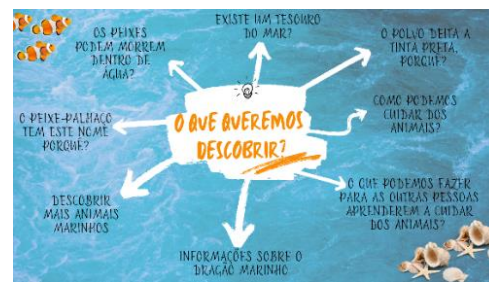 EXISTE UM TESOURO
DO MAR?
OS PEIXES
PODEM MORREM
DENTRO DE
ÁGUA?
O POLVO DEITA A
TINTA PRETA,
PORQUÊ?
O PEIXE-PALHAÇO
TEM ESTE NOME
PORQUÊ?
O QUE QUEREMOS
DESCOBRIR?
COMO PODEMOS
CUIDAR DOS
ANIMAIS?
DESCOBRIR
MAIS ANIMAIS
MARINHOS
O QUE PODEMOS FAZER
PARA AS OUTRAS PESSOAS
APRENDEREM A CUIDAR
DOS ANIMAIS?
INFORMAÇÕES SOBRE O
DRAGÃO MARINHO